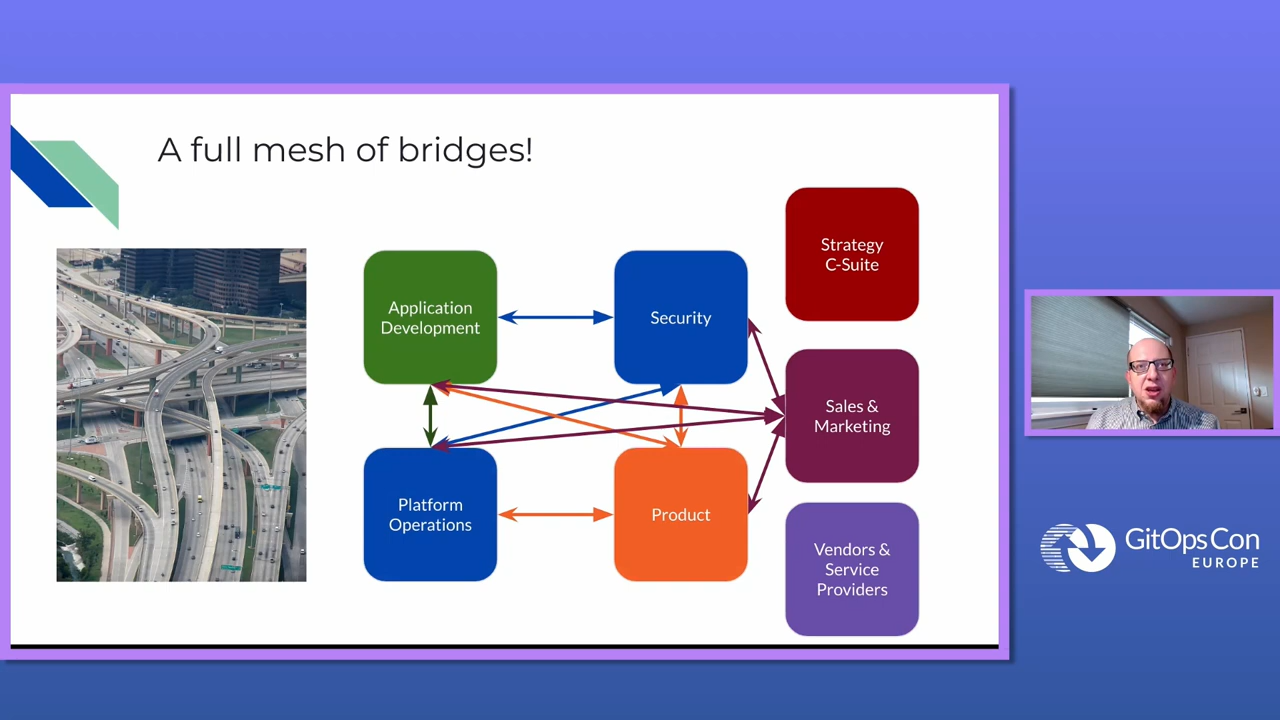 A full mesh of bridges!
Application
Development
Security
Strategy
C-Suite
Sales &
Marketing
Platform
Operations
Product
Vendors &
Service
Providers
GitOpsCon
EUROPE